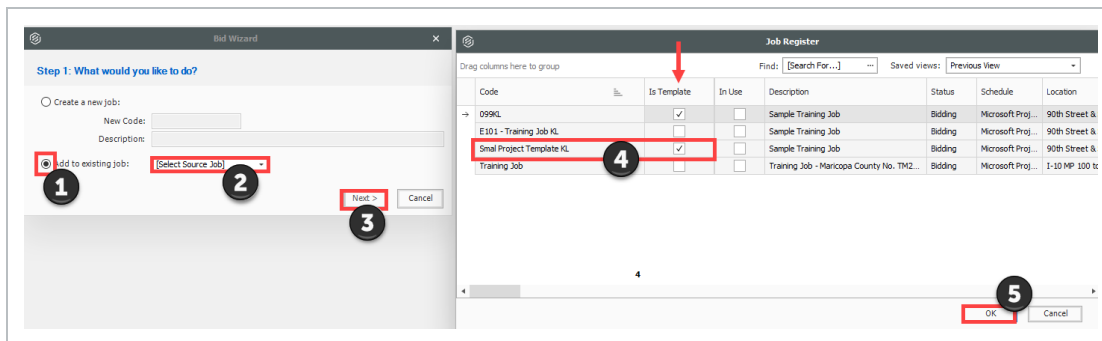 Bid Wizard
Step 1: What would you like to do?
Create a new job:
New Code:
Description:
Add to existing job: [Select Source Job]
1
2
Next > Cancel
3
Job Register
Drag columns here to group Find: [Search For...] ... Saved views: Previous View
Code Is Template In Use Description Status Schedule Location
099KL Sample Training Job Bidding Microsoft Proj... 90th Street &
E101 - Training Job KL Sample Training Job Bidding Microsoft Proj... 90th Street &
Smal Project Template KL Sample Training Job Bidding Microsoft Proj... 90th Street &
4
Training Job Training Job - Maricopa County No. TM2... Bidding Microsoft Proj... I-10 MP 100 to
4
5
OK Cancel